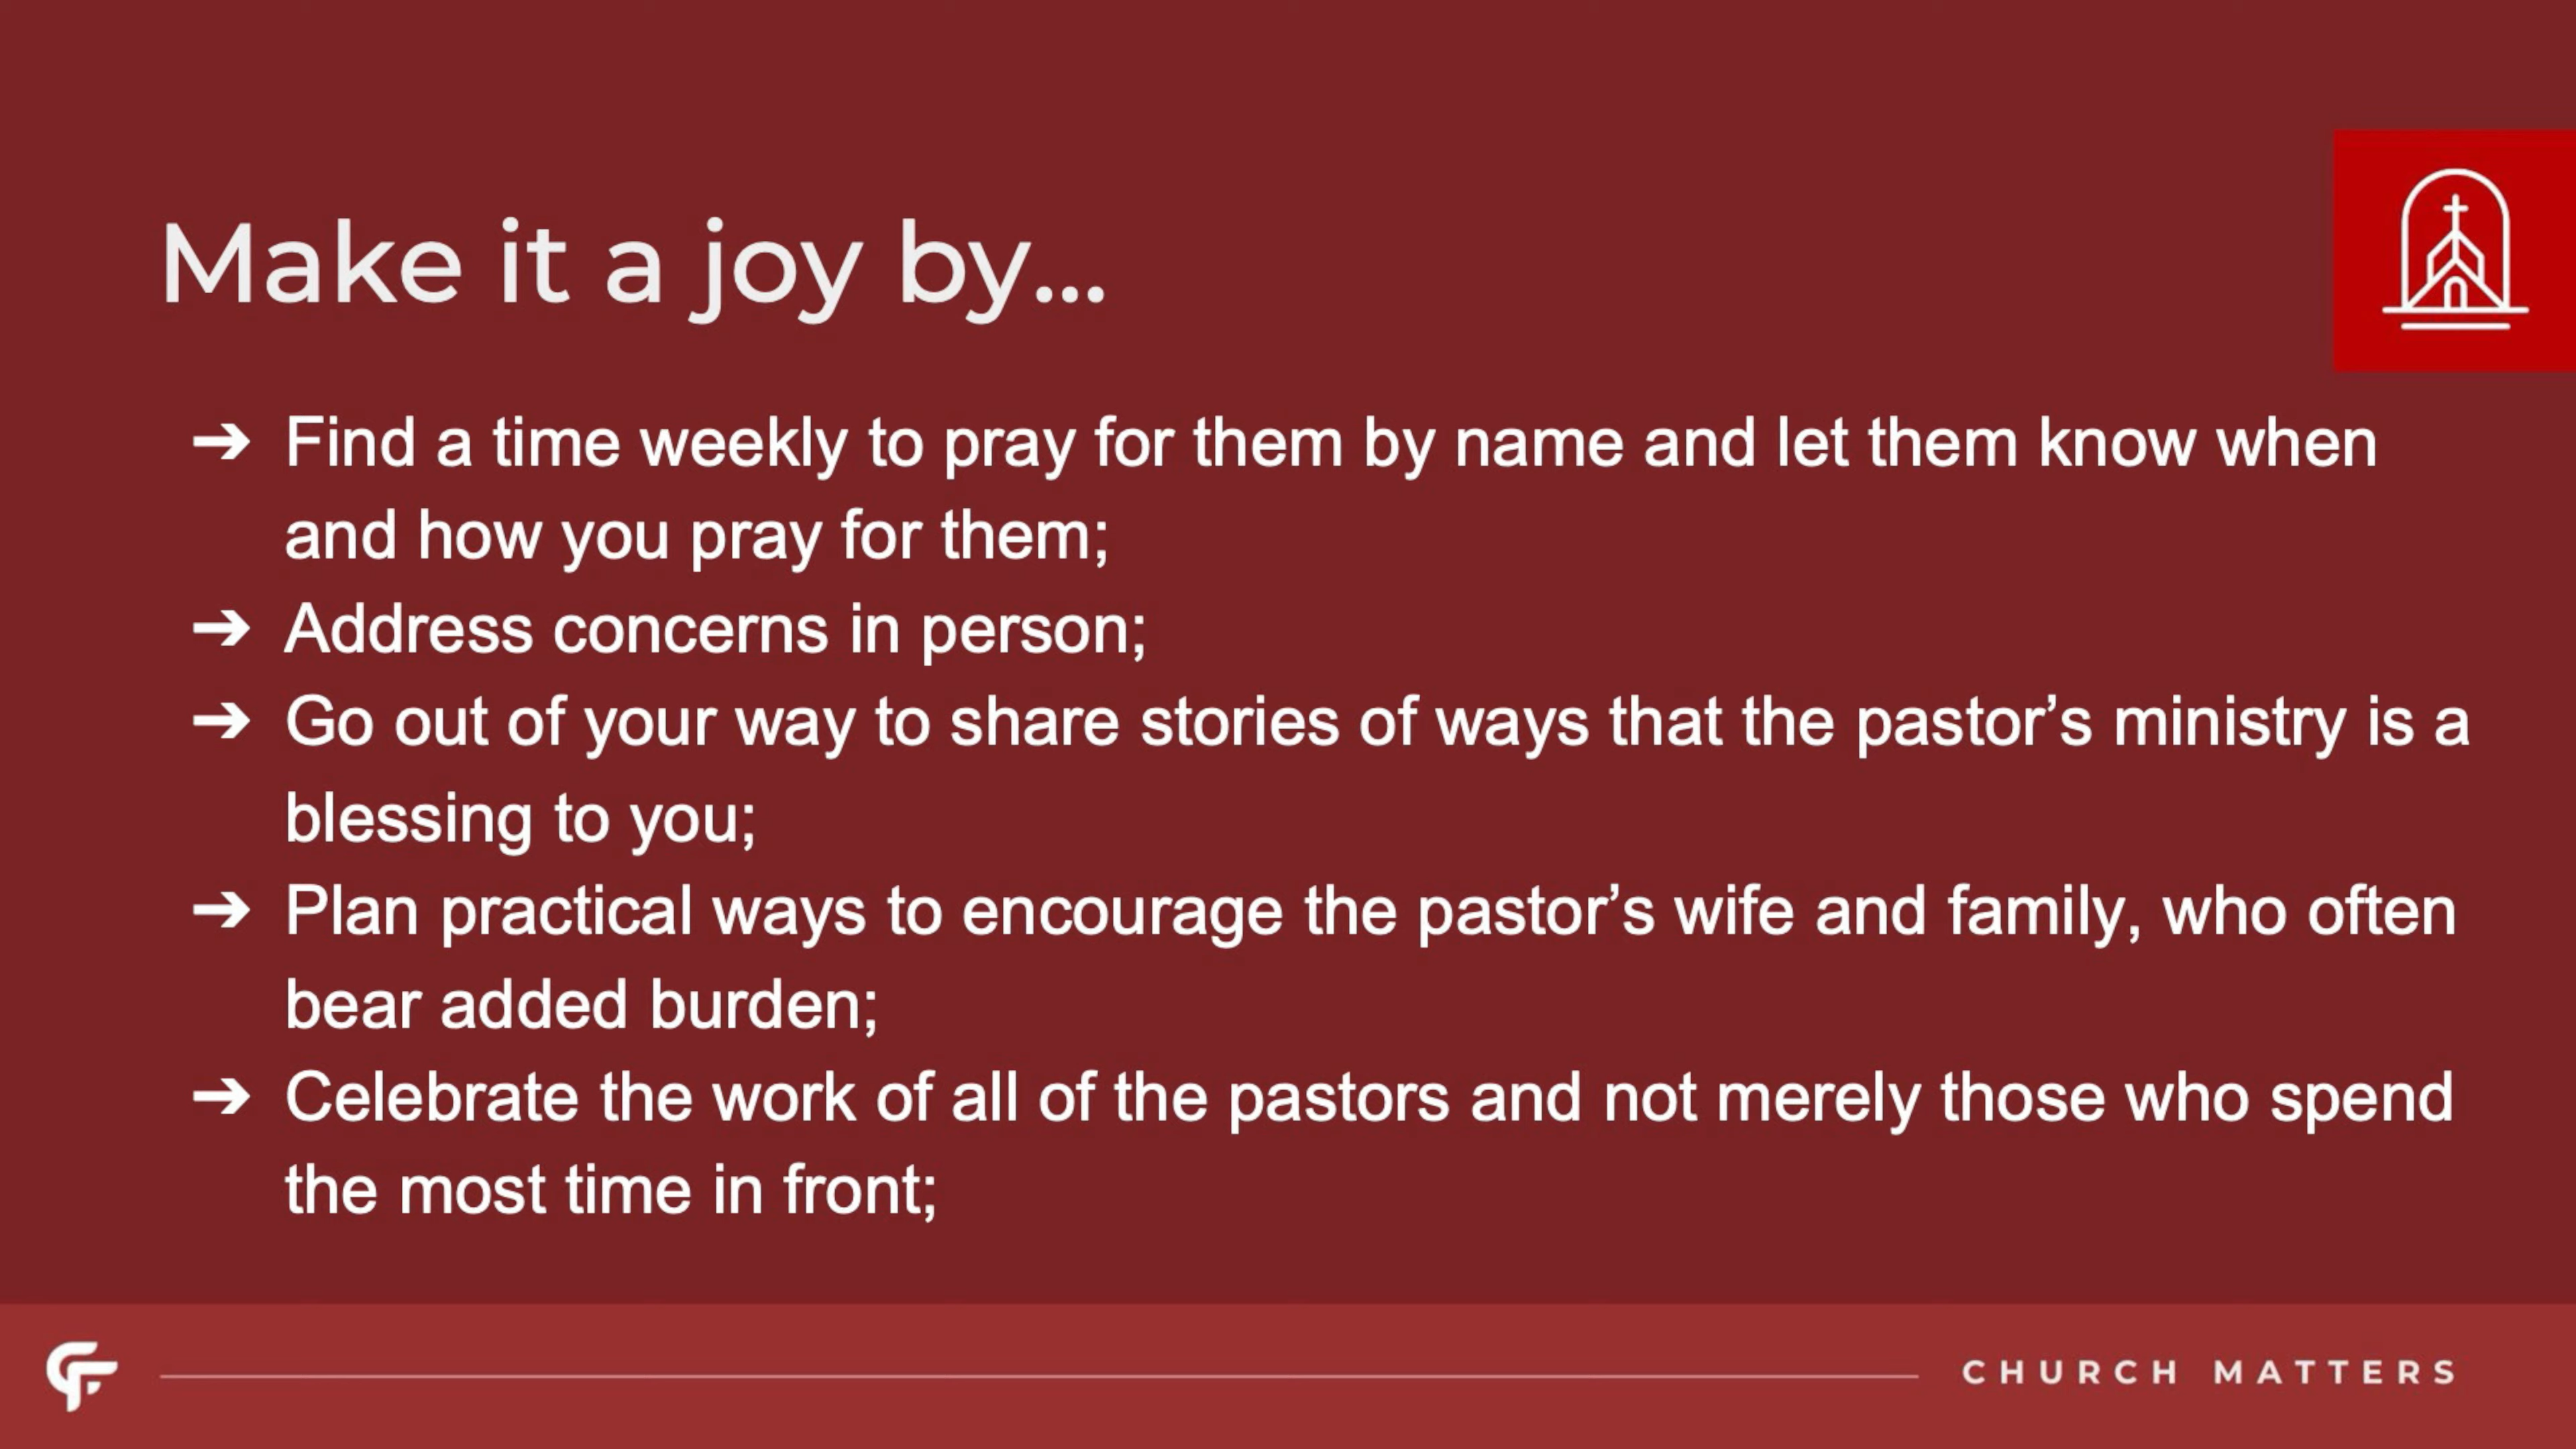 Make it a joy by...
➔ Find a time weekly to pray for them by name and let them know when
and how you pray for them;
➔ Address concerns in person;
➔ Go out of your way to share stories of ways that the pastor’s ministry is a
blessing to you;
➔ Plan practical ways to encourage the pastor’s wife and family, who often
bear added burden;
➔ Celebrate the work of all of the pastors and not merely those who spend
the most time in front;
CHURCH MATTERS